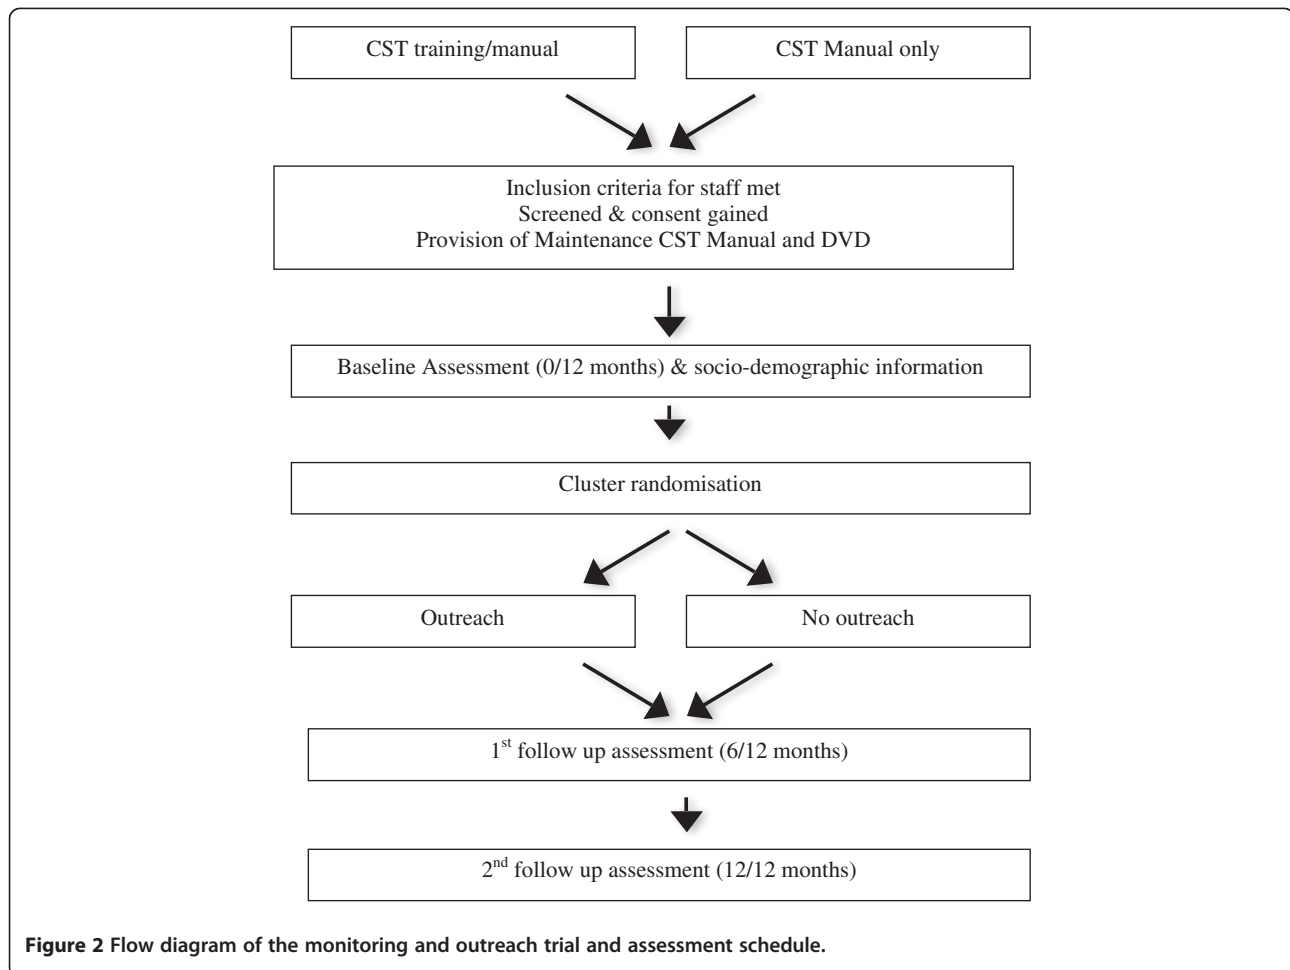 CST training/manual
CST Manual only
Inclusion criteria for staff met
Screened & consent gained
Provision of Maintenance CST Manual and DVD
Baseline Assessment (0/12 months) & socio-demographic information
Cluster randomisation
Outreach
No outreach
1st follow up assessment (6/12 months)
2nd follow up assessment (12/12 months)
Figure 2 Flow diagram of the monitoring and outreach trial and assessment schedule.